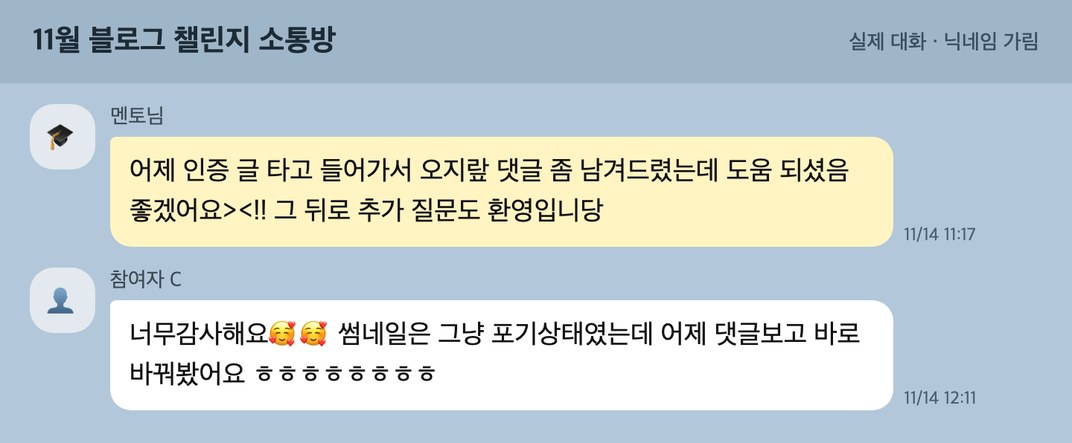 11월 블로그 챌린지 소통방
실제 대화 · 닉네임 가림
멘토님
어제 인증 글 타고 들어가서 오지랖 댓글 좀 남겨드렸는데 도움 되셨음
좋겠어요><!! 그 뒤로 추가 질문도 환영입니당
11/14 11:17
참여자 C
너무감사해요🥰🥰 썸네일은 그냥 포기상태였는데 어제 댓글보고 바로
바꿔봤어요 ㅎㅎㅎㅎㅎㅎㅎㅎ
11/14 12:11